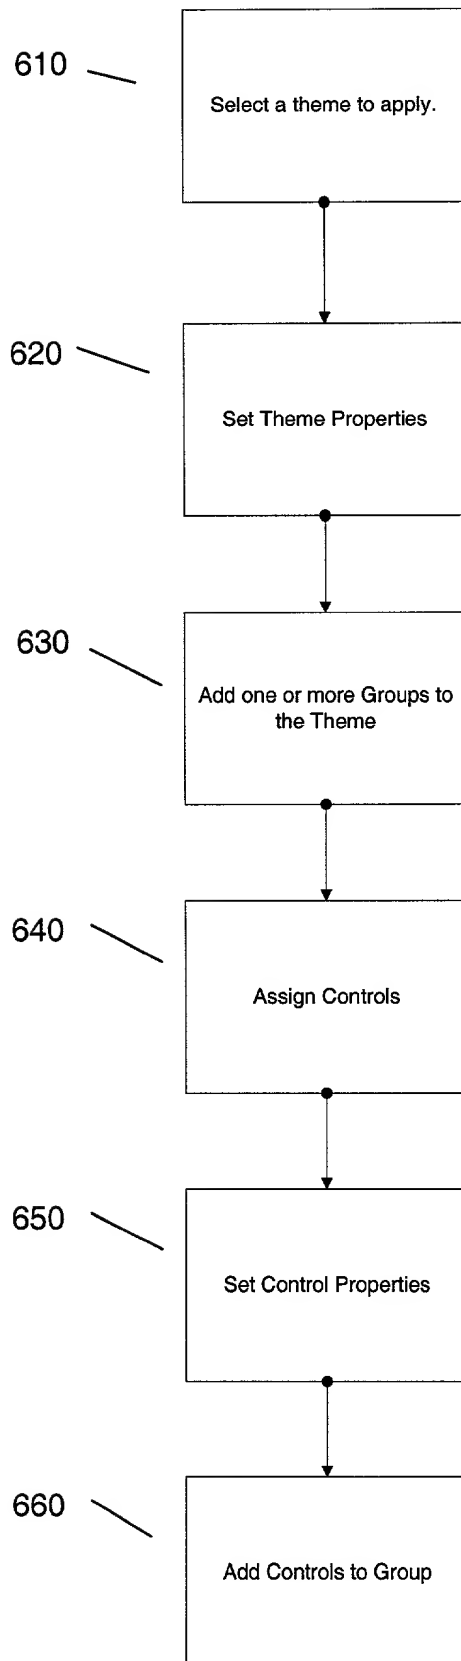 610
Select a theme to apply.
620
Set Theme Properties
630
Add one or more Groups to
the Theme
640
Assign Controls
650
Set Control Properties
660
Add Controls to Group